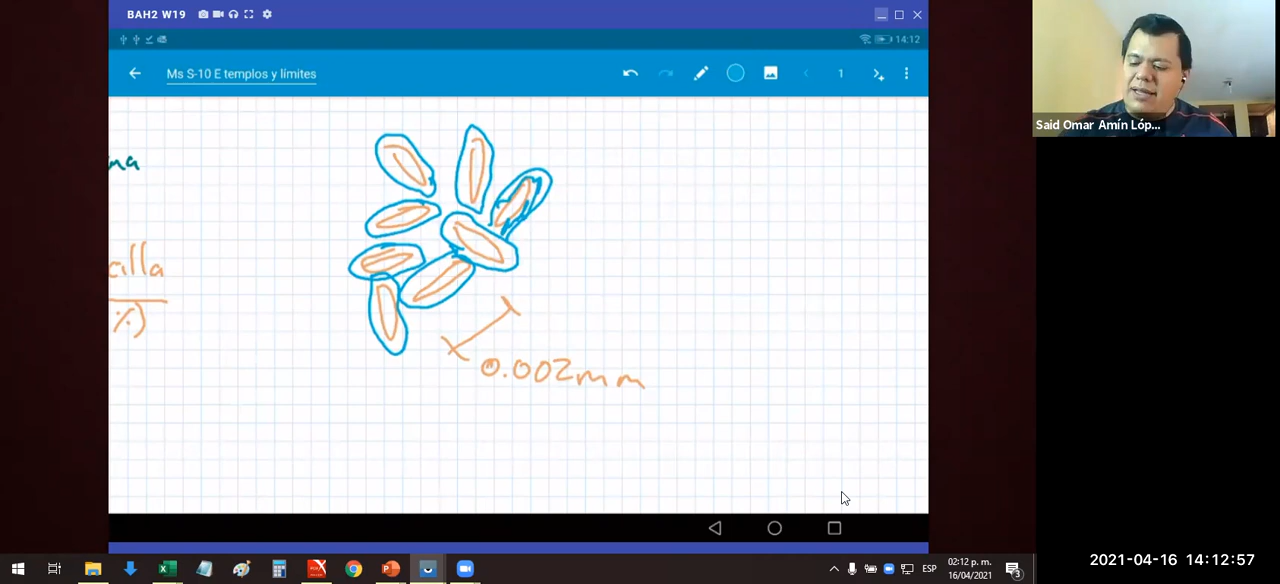 BAH2 W19
14:12
Ms S-10 E templos y límites
1
na
cilla
%)
0.002mm
Said Omar Amín Lóp...
ESP
02:12 p. m.
16/04/2021
3
2021-04-16 14:12:57